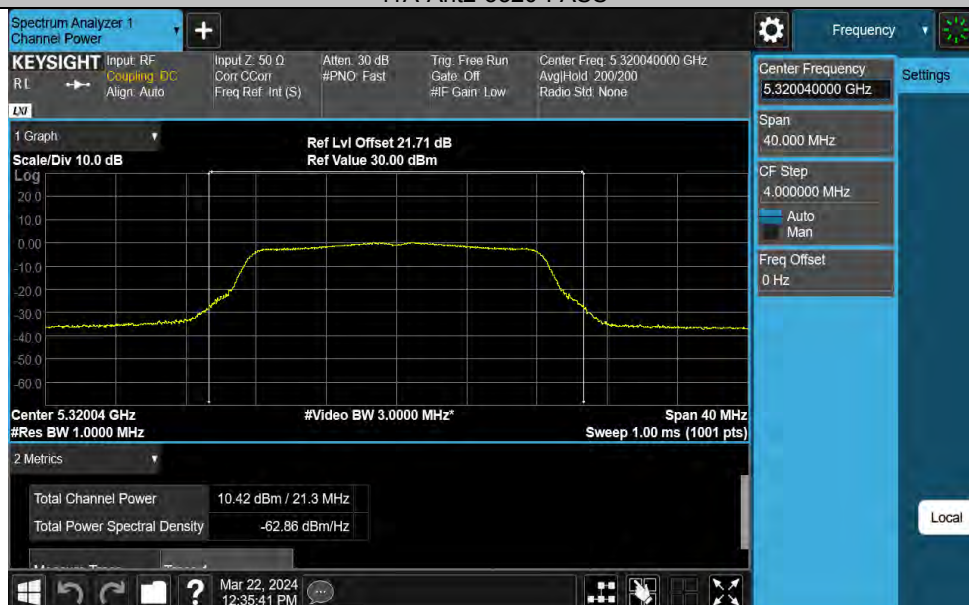 Spectrum Analyzer 1
Channel Power
Frequency
KEYSIGHT
RL
LXI
Input: RF
Coupling: DC
Align: Auto
Input Z: 50 Ω
Corr CCorr
Freq Ref: Int (S)
Atten: 30 dB
#PNO: Fast
Trig: Free Run
Gate: Off
#IF Gain: Low
Center Freq: 5.320040000 GHz
Avg|Hold: 200/200
Radio Std: None
Center Frequency
5.320040000 GHz
Settings
Span
40.000 MHz
CF Step
4.000000 MHz
Auto
Man
Freq Offset
0 Hz
1 Graph
Scale/Div 10.0 dB
Ref Lvl Offset 21.71 dB
Ref Value 30.00 dBm
Log
20.0
10.0
0.00
-10.0
-20.0
-30.0
-40.0
-50.0
-60.0
Center 5.32004 GHz
#Video BW 3.0000 MHz*
Span 40 MHz
#Res BW 1.0000 MHz
Sweep 1.00 ms (1001 pts)
2 Metrics
Total Channel Power 10.42 dBm / 21.3 MHz
Total Power Spectral Density -62.86 dBm/Hz
Local
?
Mar 22, 2024
12:35:41 PM